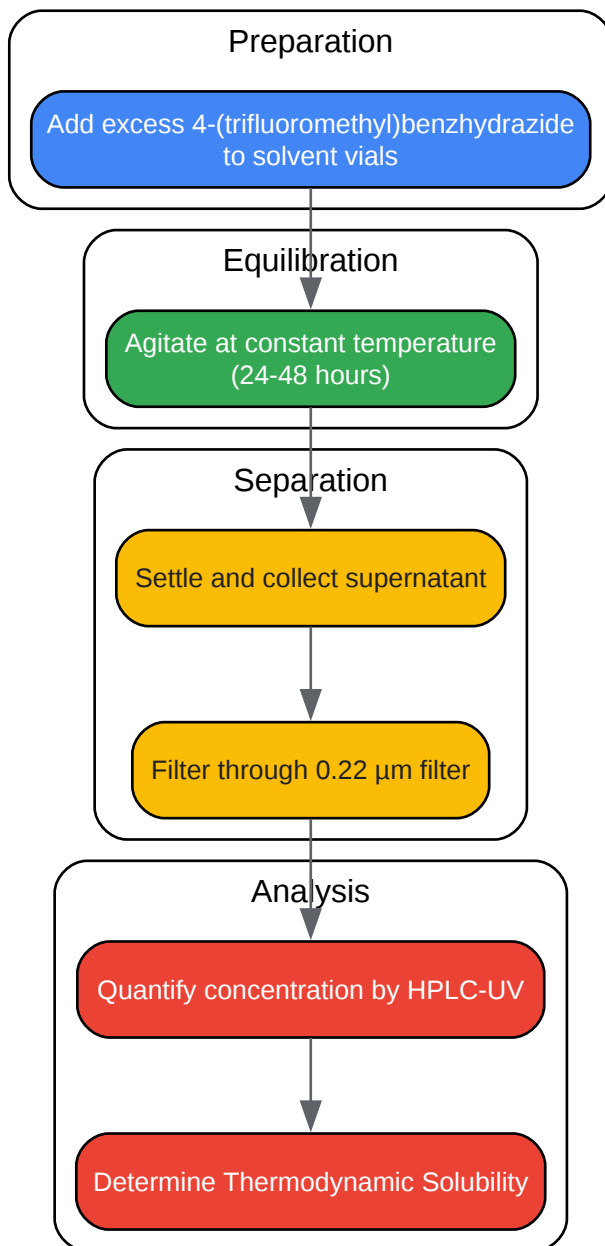 Preparation
Add excess 4-(trifluoromethyl)benzhydrazide
to solvent vials
Equilibration
Agitate at constant temperature
(24-48 hours)
Separation
Settle and collect supernatant
Filter through 0.22 µm filter
Analysis
Quantify concentration by HPLC-UV
Determine Thermodynamic Solubility